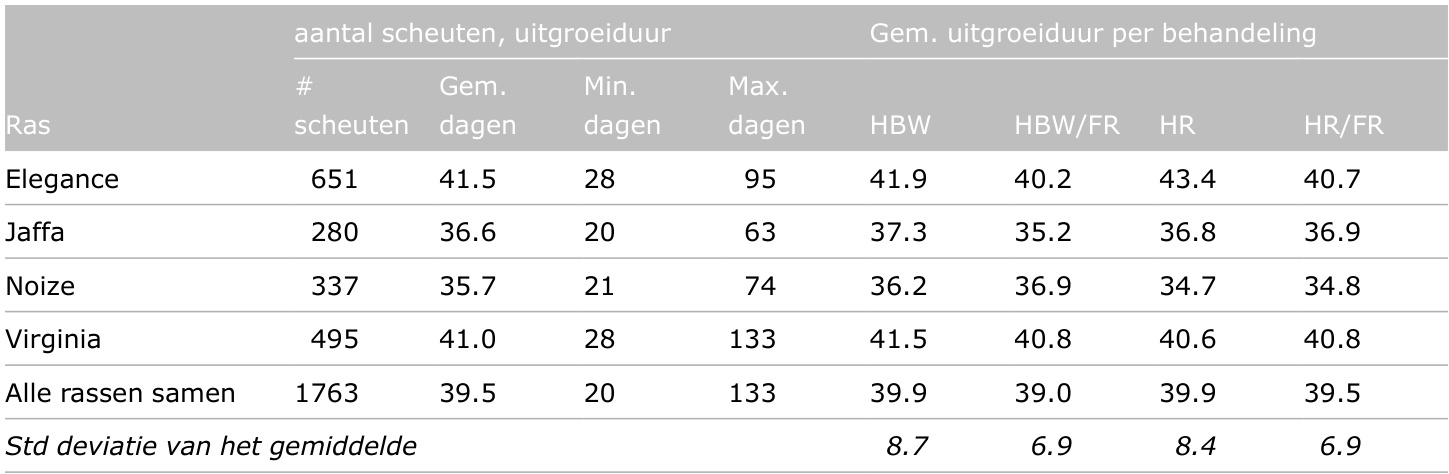 aantal scheuten, uitgroeiduur Gem. uitgroeiduur per behandeling
# Gem. Min. Max.
Ras scheuten dagen dagen dagen HBW HBW/FR HR HR/FR
Elegance 651 41.5 28 95 41.9 40.2 43.4 40.7
Jaffa 280 36.6 20 63 37.3 35.2 36.8 36.9
Noize 337 35.7 21 74 36.2 36.9 34.7 34.8
Virginia 495 41.0 28 133 41.5 40.8 40.6 40.8
Alle rassen samen 1763 39.5 20 133 39.9 39.0 39.9 39.5
Std deviatie van het gemiddelde 8.7 6.9 8.4 6.9